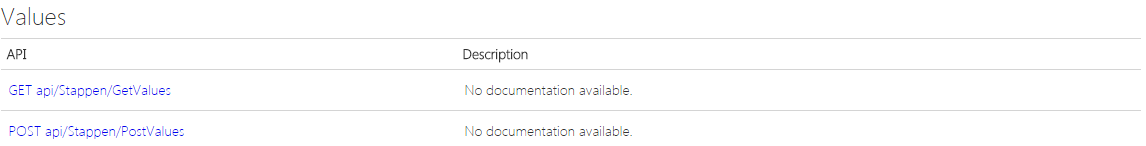 Values
API Description
GET api/Stappen/GetValues No documentation available.
POST api/Stappen/PostValues No documentation available.